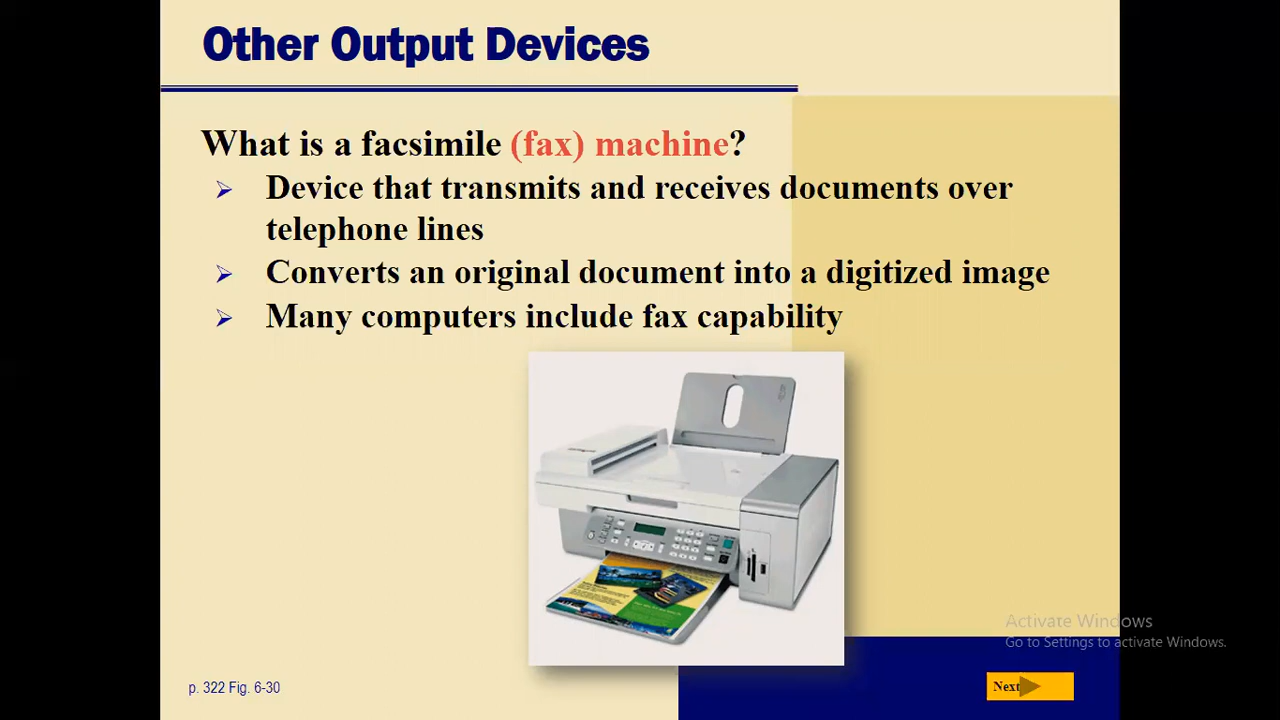 Other Output Devices
What is a facsimile (fax) machine?
Device that transmits and receives documents over
telephone lines
Converts an original document into a digitized image
Many computers include fax capability
Activate Windows
Go to Settings to activate Windows.
p. 322 Fig. 6-30
Next